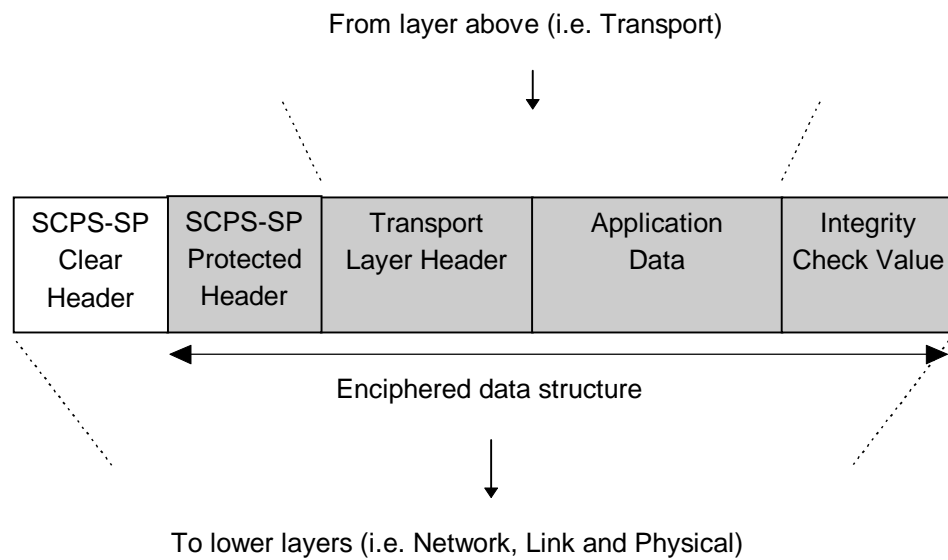 From layer above (i.e. Transport)
SCPS-SP
Clear
Header
SCPS-SP
Protected
Header
Transport
Layer Header
Application
Data
Integrity
Check Value
Enciphered data structure
To lower layers (i.e. Network, Link and Physical)